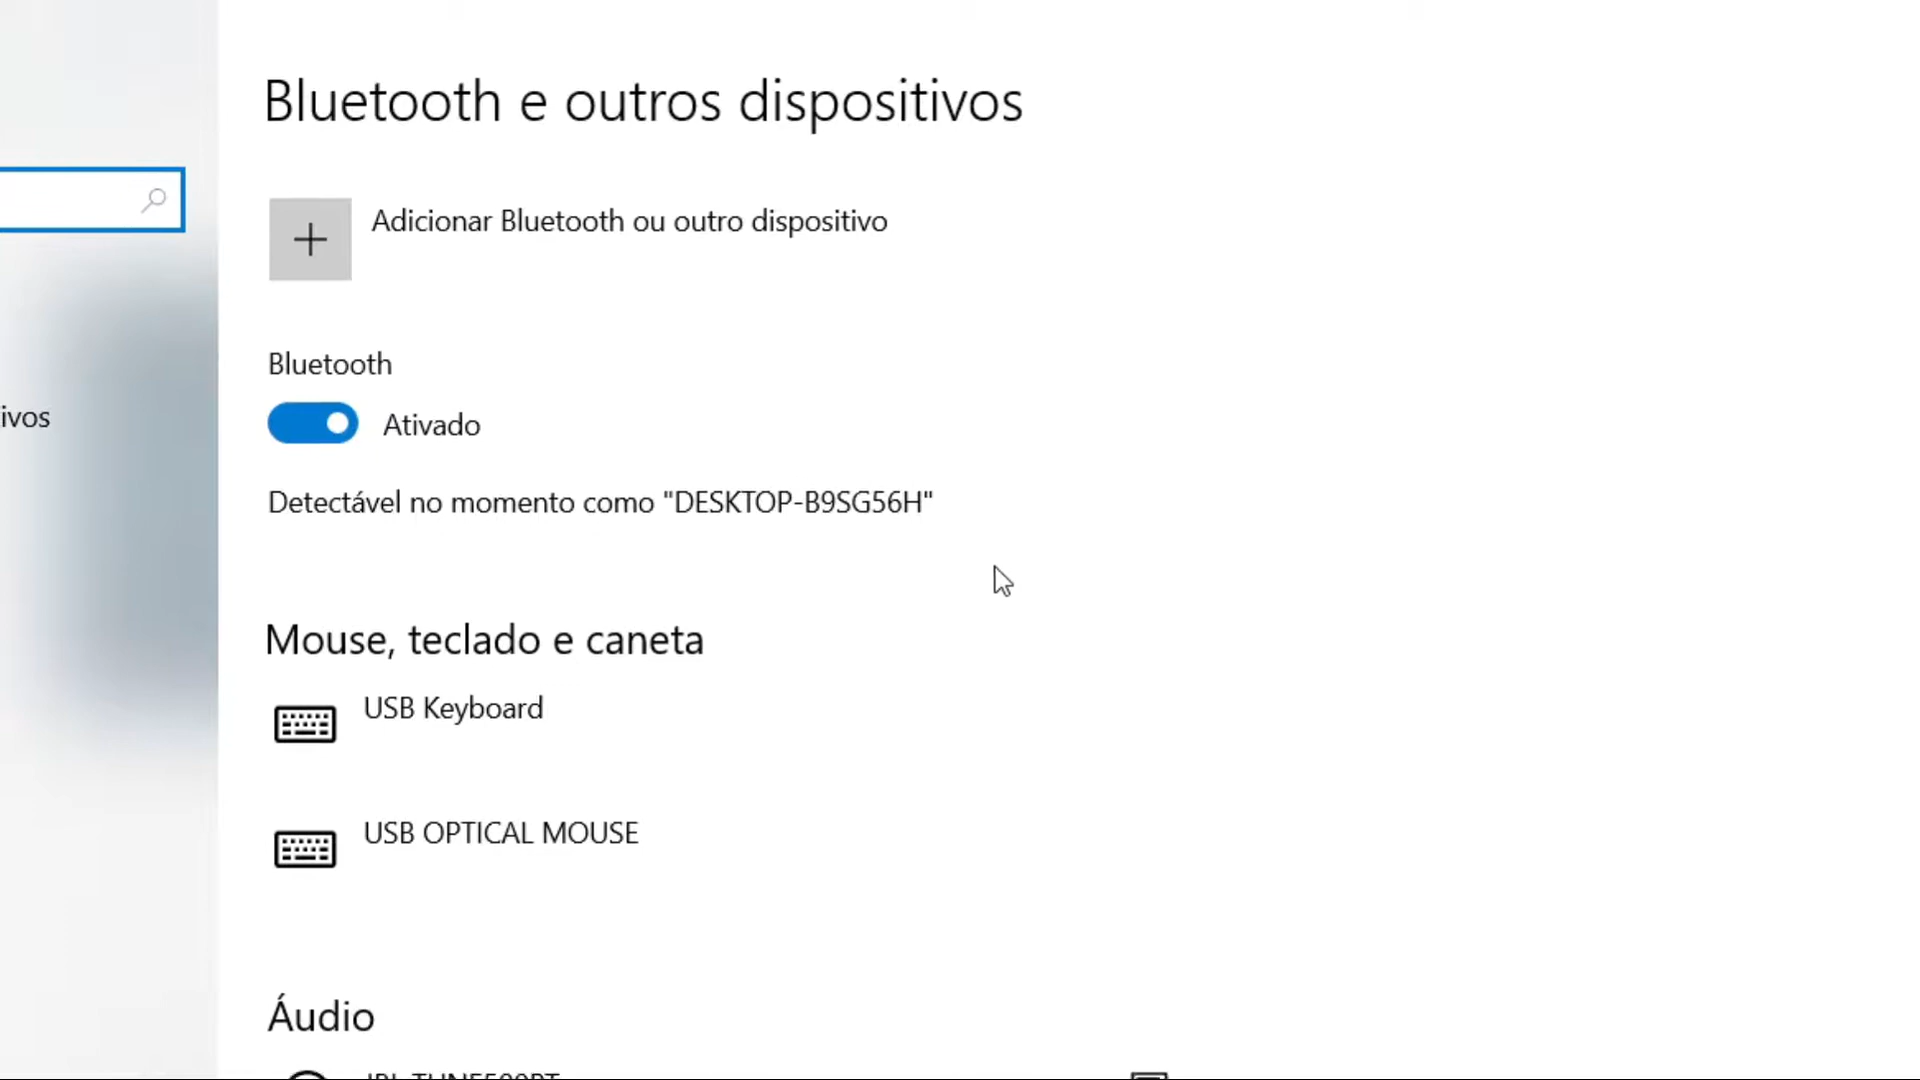 Bluetooth e outros dispositivos
Adicionar Bluetooth ou outro dispositivo
Bluetooth
ivos
Ativado
Detectável no momento como "DESKTOP-B9SG56H"
Mouse, teclado e caneta
USB Keyboard
USB OPTICAL MOUSE
Áudio